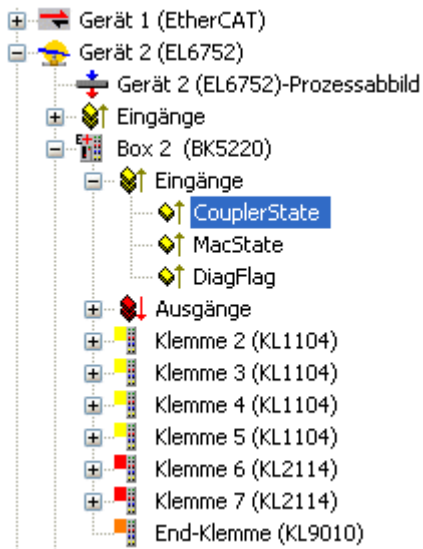 Gerät 1 (EtherCAT)
Gerät 2 (EL6752)
Gerät 2 (EL6752)-Prozessabbild
Eingänge
Box 2 (BK5220)
Eingänge
CouplerState
MacState
DiagFlag
Ausgänge
Klemme 2 (KL1104)
Klemme 3 (KL1104)
Klemme 4 (KL1104)
Klemme 5 (KL1104)
Klemme 6 (KL2114)
Klemme 7 (KL2114)
End-Klemme (KL9010)